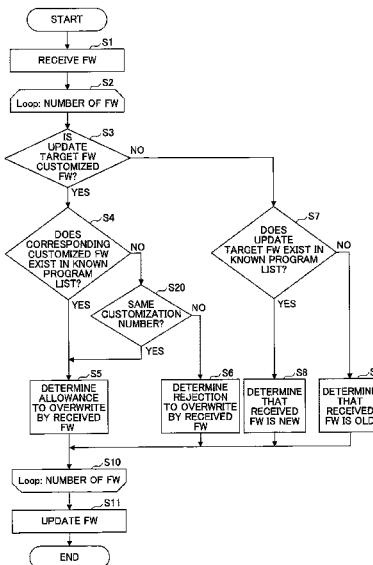 START
S1
RECEIVE FW
S2
Loop: NUMBER OF FW
S3
IS
UPDATE
TARGET FW
CUSTOMIZED
FW?
NO
YES
S4
DOES
CORRESPONDING
CUSTOMIZED FW
EXIST IN KNOWN
PROGRAM
LIST?
NO
YES
S20
SAME
CUSTOMIZATION
NUMBER?
NO
YES
S7
DOES
UPDATE
TARGET FW EXIST IN
KNOWN PROGRAM
LIST?
NO
YES
S5
DETERMINE
ALLOWANCE
TO OVERWRITE
BY RECEIVED
FW
S6
DETERMINE
REJECTION
TO OVERWRITE
BY RECEIVED
FW
S8
DETERMINE
THAT
RECEIVED
FW IS NEW
DETERMINE
THAT
RECEIVED
FW IS OLD
S10
Loop: NUMBER OF FW
S11
UPDATE FW
END